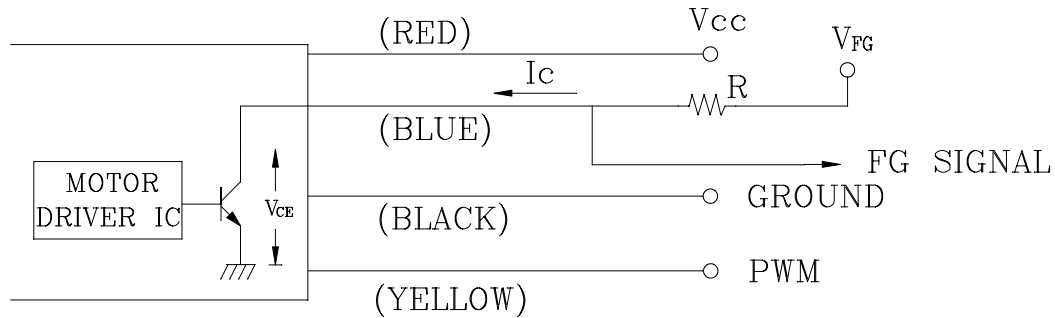 (RED)
Vcc
VFG
Ic
R
(BLUE)
FG SIGNAL
MOTOR
DRIVER IC
VCE
(BLACK)
GROUND
(YELLOW)
PWM